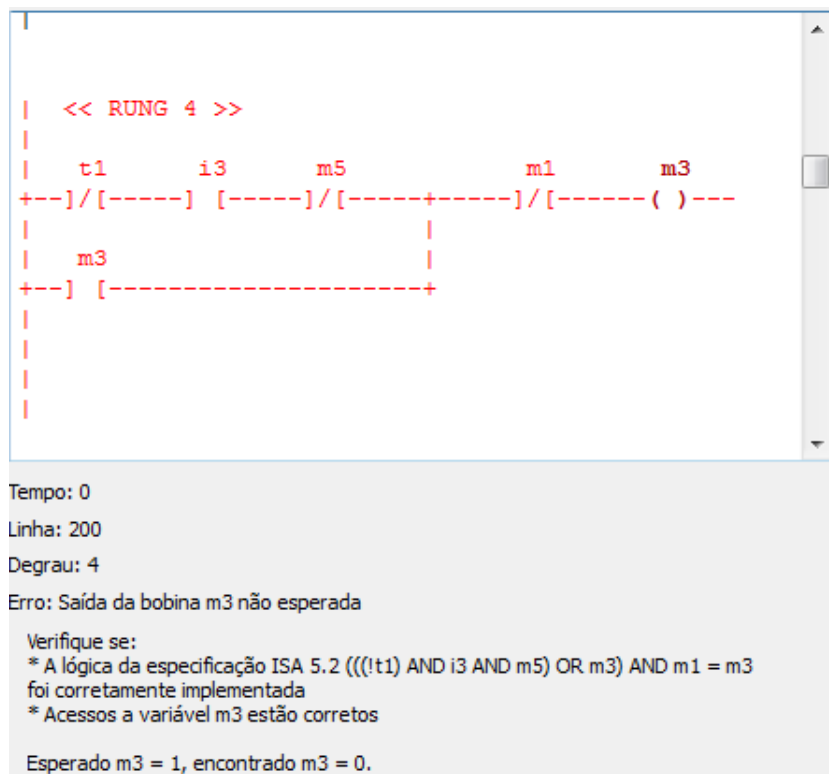 |
| << RUNG 4 >>
|
| t1 i3 m5 m1 m3
+--]/[-----] [-----]/[-----+-----]/[------( )---
| |
| m3 |
+--] [---------------------+
|
|
|
|
Tempo: 0
Linha: 200
Degrau: 4
Erro: Saída da bobina m3 não esperada
Verifique se:
* A lógica da especificação ISA 5.2 (((!t1) AND i3 AND m5) OR m3) AND m1 = m3
foi corretamente implementada
* Acessos a variável m3 estão corretos
Esperado m3 = 1, encontrado m3 = 0.